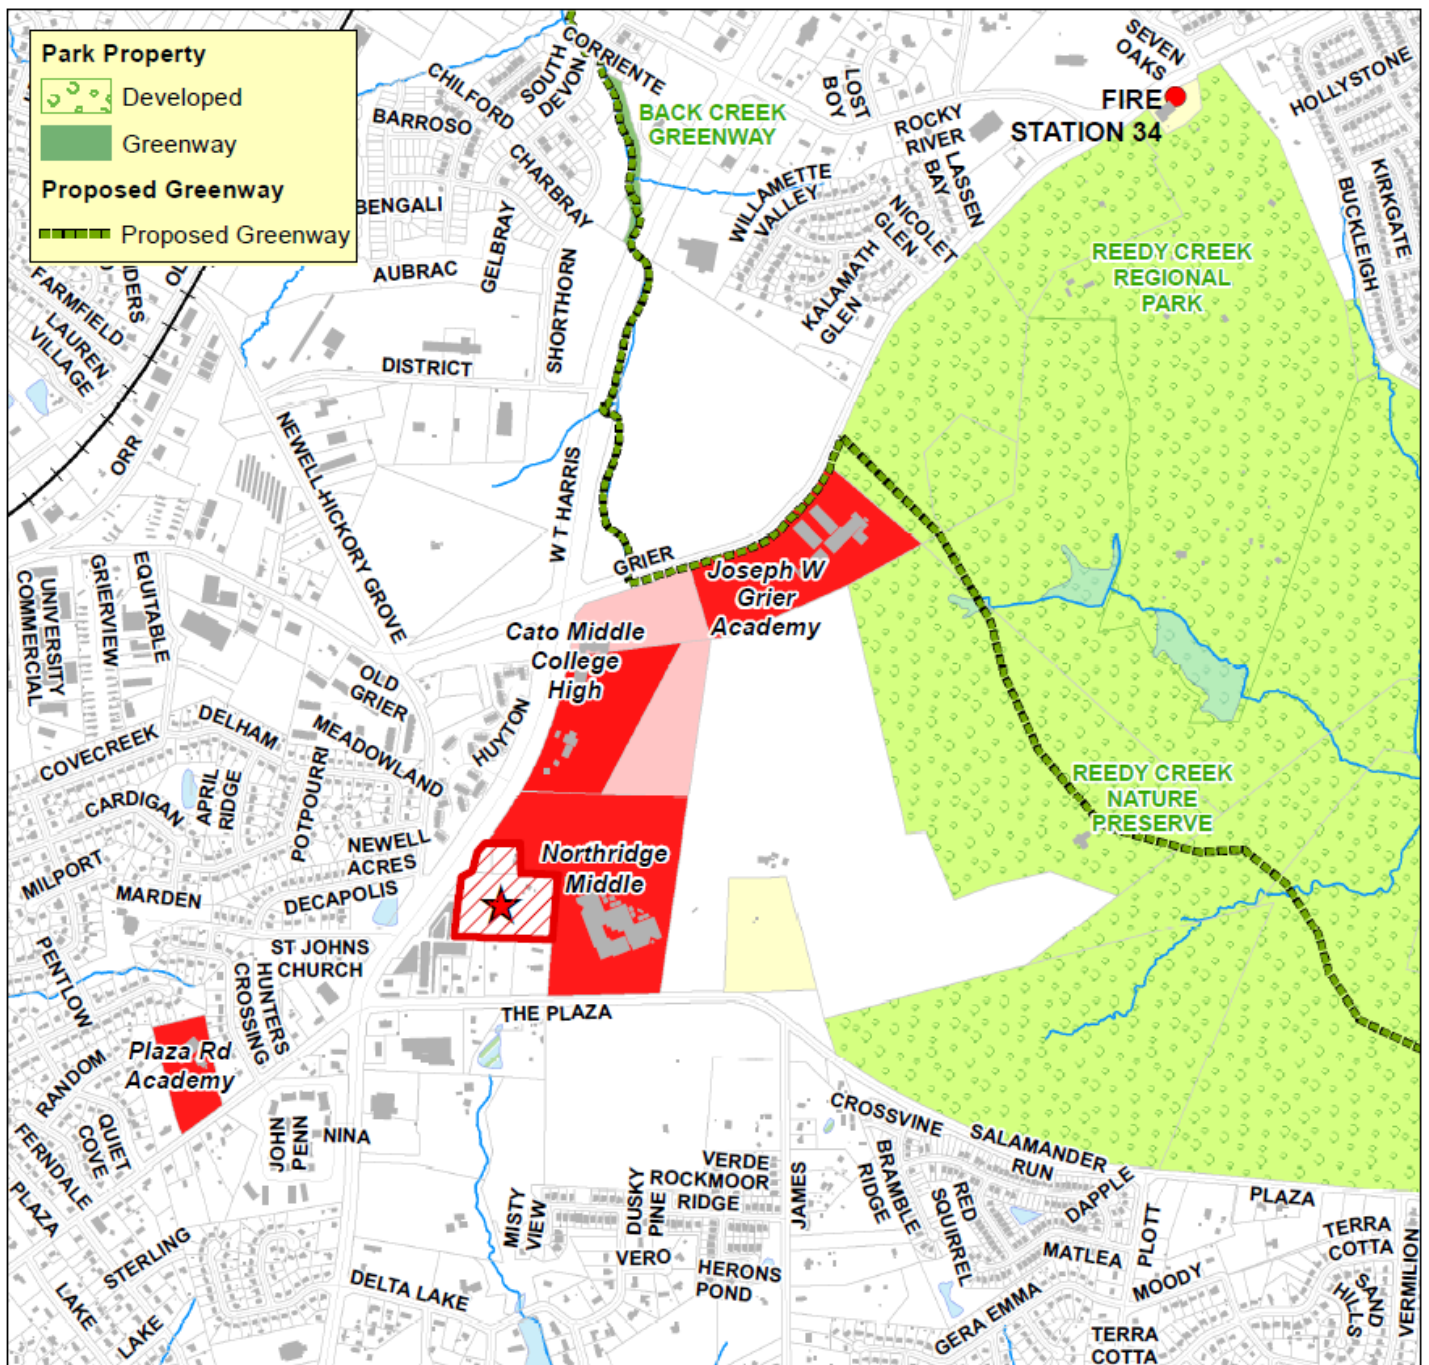 Park Property
Developed
Greenway
Proposed Greenway
Proposed Greenway
CORRIENTE
SOUTH
DEVON
CHILFORD
BARROSO
CHARBRAY
BENGALI
GELBRAY
AUBRAC
SHORTHORN
DISTRICT
BACK CREEK
GREENWAY
LOST
BOY
SEVEN
OAKS
HOLLYSTONE
FIRE
STATION 34
ROCKY
RIVER
LASSEN
BAY
WILLAMETTE
VALLEY
NICOLET
GLEN
KALAMATH
GLEN
KIRKGATE
BUCKLEIGH
REEDY CREEK
REGIONAL
PARK
FARMFIELD
LAUREN
VILLAGE
ORR
NEWELL-HICKORY GROVE
W T HARRIS
GRIER
Joseph W
Grier
Academy
Cato Middle
College
High
EQUITABLE
GRIERVIEW
UNIVERSITY
COMMERCIAL
OLD
GRIER
HUYTON
DELHAM
MEADOWLAND
COVECREEK
CARDIGAN
APRIL
RIDGE
POTPOURRI
NEWELL
ACRES
MILPORT
MARDEN
DECAPOLIS
REEDY CREEK
NATURE
PRESERVE
Northridge
Middle
ST JOHNS
CHURCH
PENTLOW
HUNTERS
CROSSING
THE PLAZA
Plaza Rd
Academy
RANDOM
QUIET
COVE
FERNDALE
JOHN
PENN
NINA
PLAZA
STERLING
LAKE
LAKE
DELTA LAKE
MISTY
VIEW
DUSKY
PINE
VERDE
ROCKMOOR
RIDGE
VERO
HERONS
POND
JAMES
CROSSVINE
SALAMANDER
RUN
BRAMBLE
RIDGE
RED
SQUIRREL
DAPPLE
MATLEA
PLOTT
MOODY
GERA EMMA
PLAZA
TERRA
COTTA
TERRA
COTTA
SAND
HILLS
VERMILION